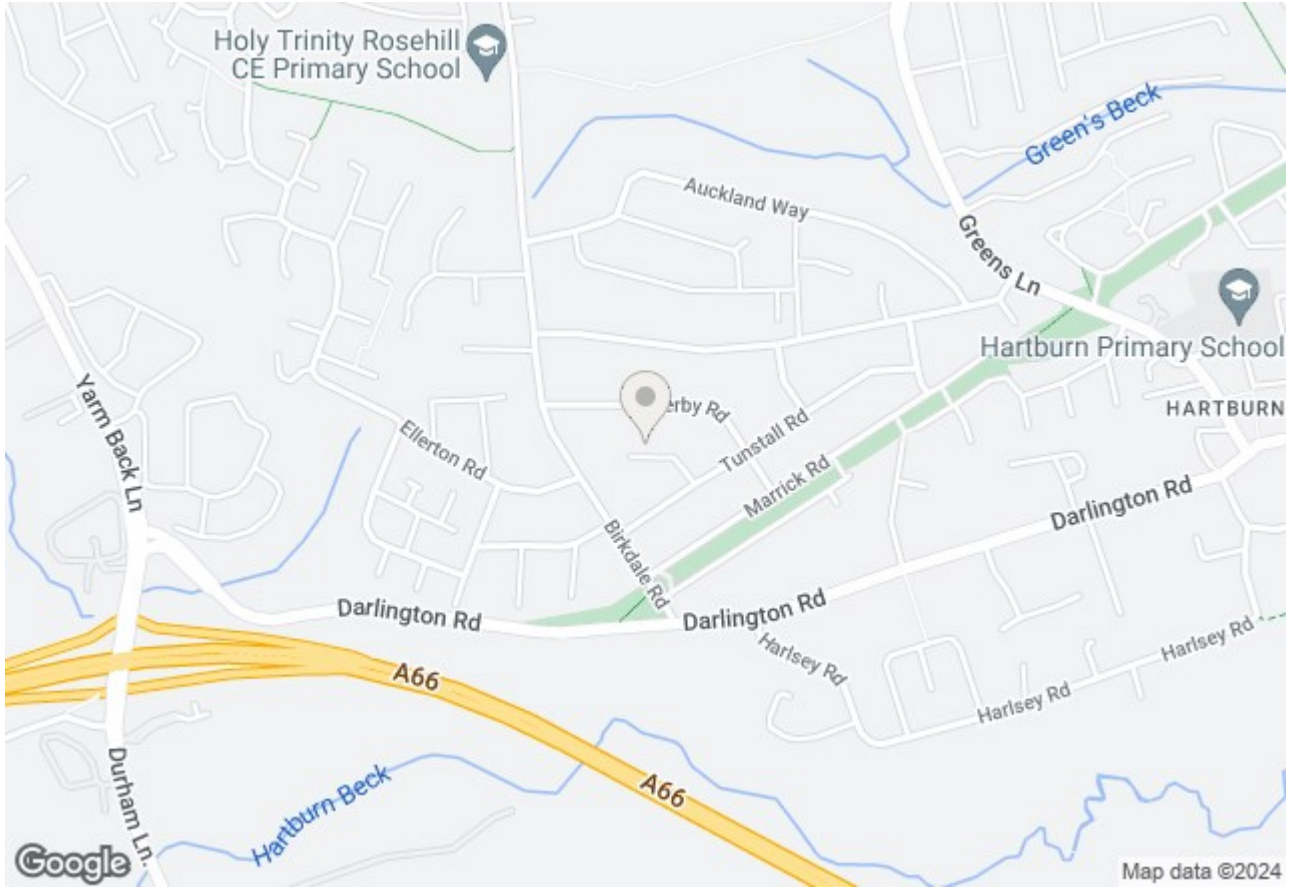 Holy Trinity Rosehill
CE Primary School
Green's Beck
Auckland Way
Greens Ln
Hartburn Primary School
HARTBURN
Yarm Back Ln
erby Rd
Ellerton Rd
Tunstall Rd
Marrick Rd
Darlington Rd
Birkdale Rd
Darlington Rd
Darlington Rd
Harlsey Rd
Harlsey Rd
A66
Harlsey Rd
Durham Ln
Hartburn Beck
A66
Google
Map data ©2024